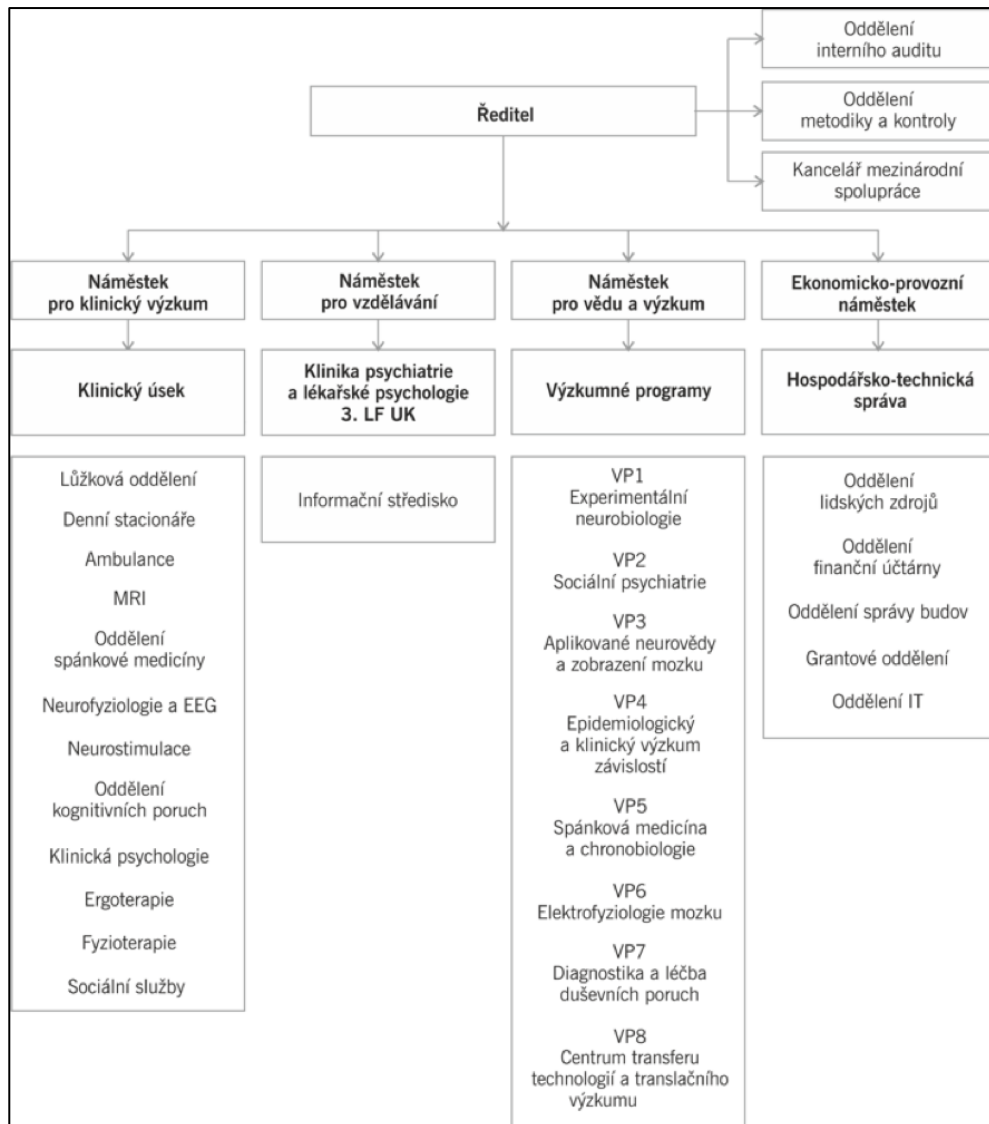 Oddělení
interního auditu
Ředitel
Oddělení
metodiky a kontroly
Kancelář mezinárodní
spolupráce
Náměstek
pro klinický výzkum
Náměstek
pro vzdělávání
Náměstek
pro vědu a výzkum
Ekonomicko-provozní
náměstek
Klinický úsek
Klinika psychiatrie
a lékařské psychologie
3. LF UK
Výzkumné programy
Hospodářsko-technická
správa
Lůžková oddělení
Denní stacionáře
Ambulance
MRI
Oddělení
spánkové medicíny
Neurofyziologie a EEG
Neurostimulace
Oddělení
kognitivních poruch
Klinická psychologie
Ergoterapie
Fyzioterapie
Sociální služby
Informační středisko
VP1
Experimentální
neurobiologie
VP2
Sociální psychiatrie
VP3
Aplikované neurovědy
a zobrazení mozku
VP4
Epidemiologický
a klinický výzkum
závislostí
VP5
Spánková medicína
a chronobiologie
VP6
Elektrofyziologie mozku
VP7
Diagnostika a léčba
duševních poruch
VP8
Centrum transferu
technologií a translačního
výzkumu
Oddělení
lidských zdrojů
Oddělení
finanční účtárny
Oddělení správy budov
Grantové oddělení
Oddělení IT